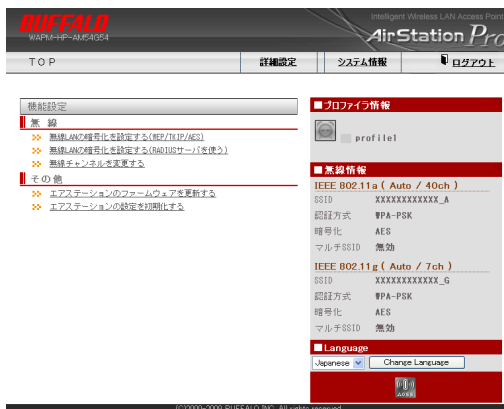 BUFFALO
WAPM-HP-AM54G54
Intelligent Wireless LAN Access Point
AirStation Pro
TOP
詳細設定
システム情報
ログアウト
機能設定
無 線
無線LANの暗号化を設定する(WEP/TKIP/AES)
無線LANの暗号化を設定する(RADIUSサーバを使う)
無線チャンネルを変更する
その他
エアステーションのファームウェアを更新する
エアステーションの設定を初期化する
■プロファイラ情報
profile1
■無線情報
IEEE 802.11a ( Auto / 40ch )
SSID XXXXXXXXXXXX_A
認証方式 WPA-PSK
暗号化 AES
マルチSSID 無効
IEEE 802.11g ( Auto / 7ch )
SSID XXXXXXXXXXXX_G
認証方式 WPA-PSK
暗号化 AES
マルチSSID 無効
■Language
Japanese Change Language
AOSS